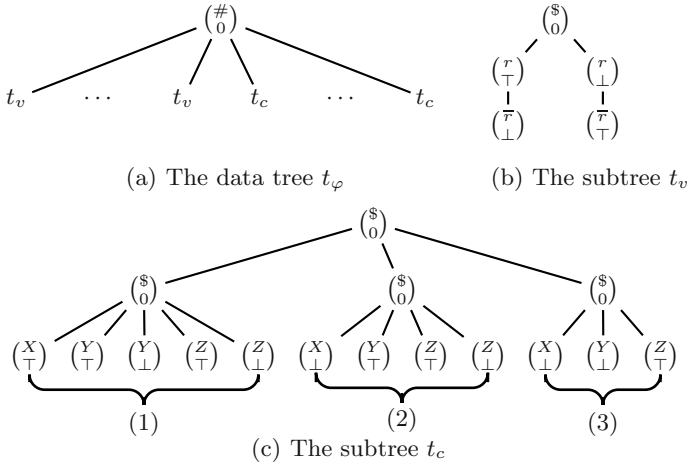 (# 0) ($ 0)
(r ⊤) (r ⊥)
t_v ··· t_v t_c ··· t_c
(r̅ ⊥) (r̅ ⊤)
(a) The data tree t_φ (b) The subtree t_v
($ 0)
($ 0) ($ 0) ($ 0)
(X ⊤) (Y ⊤) (Y ⊥) (Z ⊤) (Z ⊥) (X ⊥) (Y ⊤) (Z ⊤) (Z ⊥) (X ⊥) (Y ⊥) (Z ⊤)
(1) (2) (3)
(c) The subtree t_c